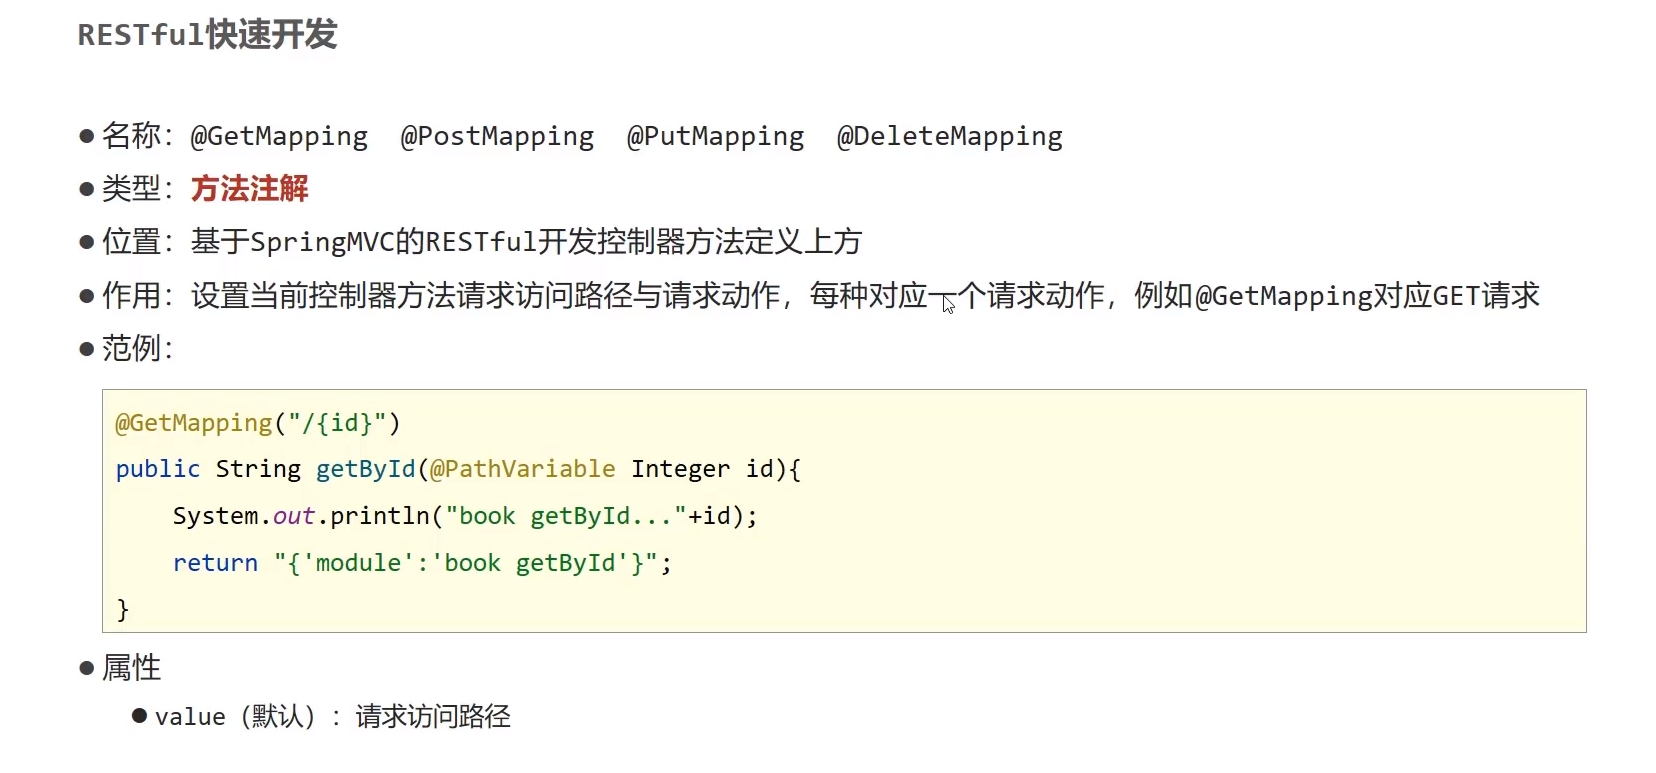 RESTful快速开发
● 名称：@GetMapping @PostMapping @PutMapping @DeleteMapping
● 类型：方法注解
● 位置：基于SpringMVC的RESTful开发控制器方法定义上方
● 作用：设置当前控制器方法请求访问路径与请求动作，每种对应一个请求动作，例如@GetMapping对应GET请求
● 范例：
@GetMapping("/{id}")
public String getById(@PathVariable Integer id){
    System.out.println("book getById..."+id);
    return "{'module':'book getById'}";
}
● 属性
● value（默认）：请求访问路径